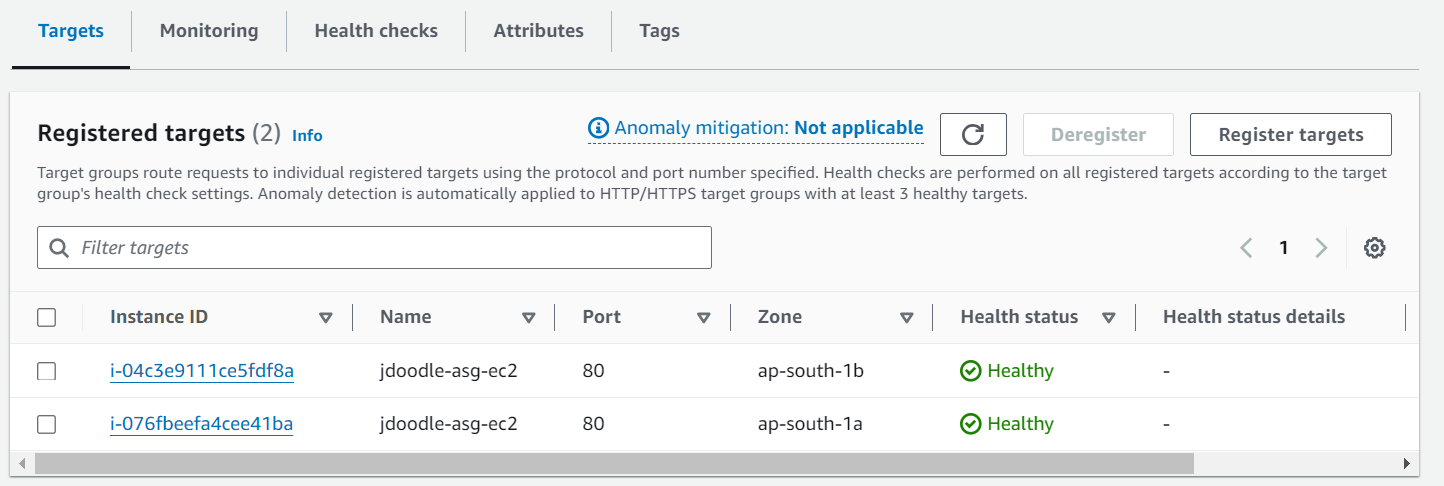 Targets Monitoring Health checks Attributes Tags
Registered targets (2) Info Anomaly mitigation: Not applicable Deregister Register targets
Target groups route requests to individual registered targets using the protocol and port number specified. Health checks are performed on all registered targets according to the target
group's health check settings. Anomaly detection is automatically applied to HTTP/HTTPS target groups with at least 3 healthy targets.
Filter targets 1
Instance ID Name Port Zone Health status Health status details
i-04c3e9111ce5fdf8a jdoodle-asg-ec2 80 ap-south-1b Healthy -
i-076fbeefa4cee41ba jdoodle-asg-ec2 80 ap-south-1a Healthy -